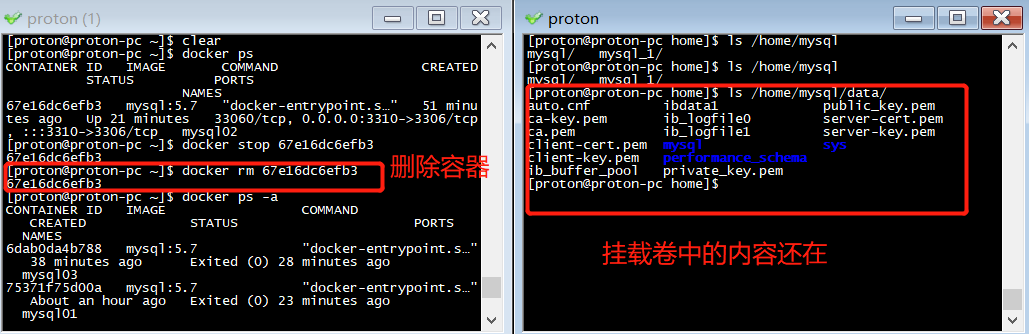 proton (1)
[proton@proton-pc ~]$ clear
[proton@proton-pc ~]$ docker ps
CONTAINER ID   IMAGE       COMMAND                  CREATED
           STATUS          PORTS
                         NAMES
67e16dc6efb3   mysql:5.7   "docker-entrypoint.s…"   51 minu
tes ago   Up 21 minutes   33060/tcp, 0.0.0.0:3310->3306/tcp
, :::3310->3306/tcp   mysql02
[proton@proton-pc ~]$ docker stop 67e16dc6efb3
67e16dc6efb3
[proton@proton-pc ~]$ docker rm 67e16dc6efb3
67e16dc6efb3
删除容器
[proton@proton-pc ~]$ docker ps -a
CONTAINER ID   IMAGE                 COMMAND
   CREATED              STATUS                      PORTS
  NAMES
6dab0da4b788   mysql:5.7             "docker-entrypoint.s…"
   38 minutes ago       Exited (0) 28 minutes ago
  mysql03
75371f75d00a   mysql:5.7             "docker-entrypoint.s…"
   About an hour ago   Exited (0) 23 minutes ago
  mysql01
proton
[proton@proton-pc home]$ ls /home/mysql
mysql/   mysql_1/
[proton@proton-pc home]$ ls /home/mysql
mysql/   mysql_1/
[proton@proton-pc home]$ ls /home/mysql/data/
auto.cnf         ibdata1            public_key.pem
ca-key.pem       ib_logfile0        server-cert.pem
ca.pem           ib_logfile1        server-key.pem
client-cert.pem  mysql              sys
client-key.pem   performance_schema
ib_buffer_pool   private_key.pem
[proton@proton-pc home]$
挂载卷中的内容还在